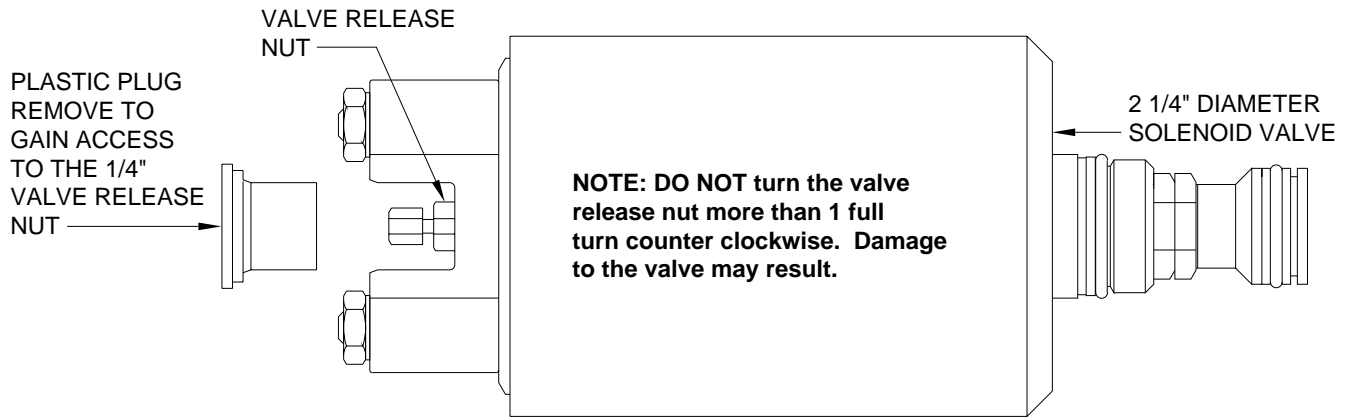 VALVE RELEASE
NUT
PLASTIC PLUG
REMOVE TO
GAIN ACCESS
TO THE 1/4"
VALVE RELEASE
NUT
2 1/4" DIAMETER
SOLENOID VALVE
NOTE: DO NOT turn the valve
release nut more than 1 full
turn counter clockwise. Damage
to the valve may result.